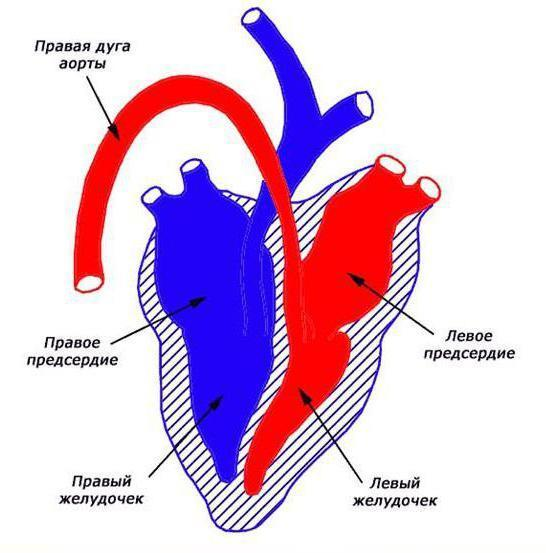 Правая дуга
аорты
Правое
предсердие
Левое
предсердие
Правый
желудочек
Левый
желудочек